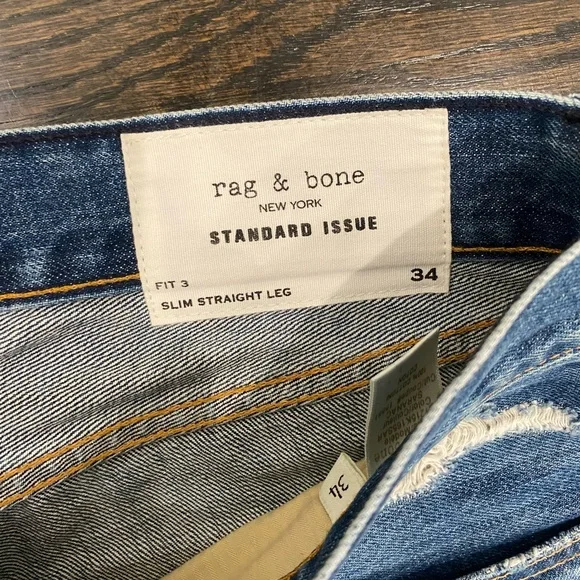 rag & bone
NEW YORK
STANDARD ISSUE
FIT 3
34
SLIM STRAIGHT LEG
34